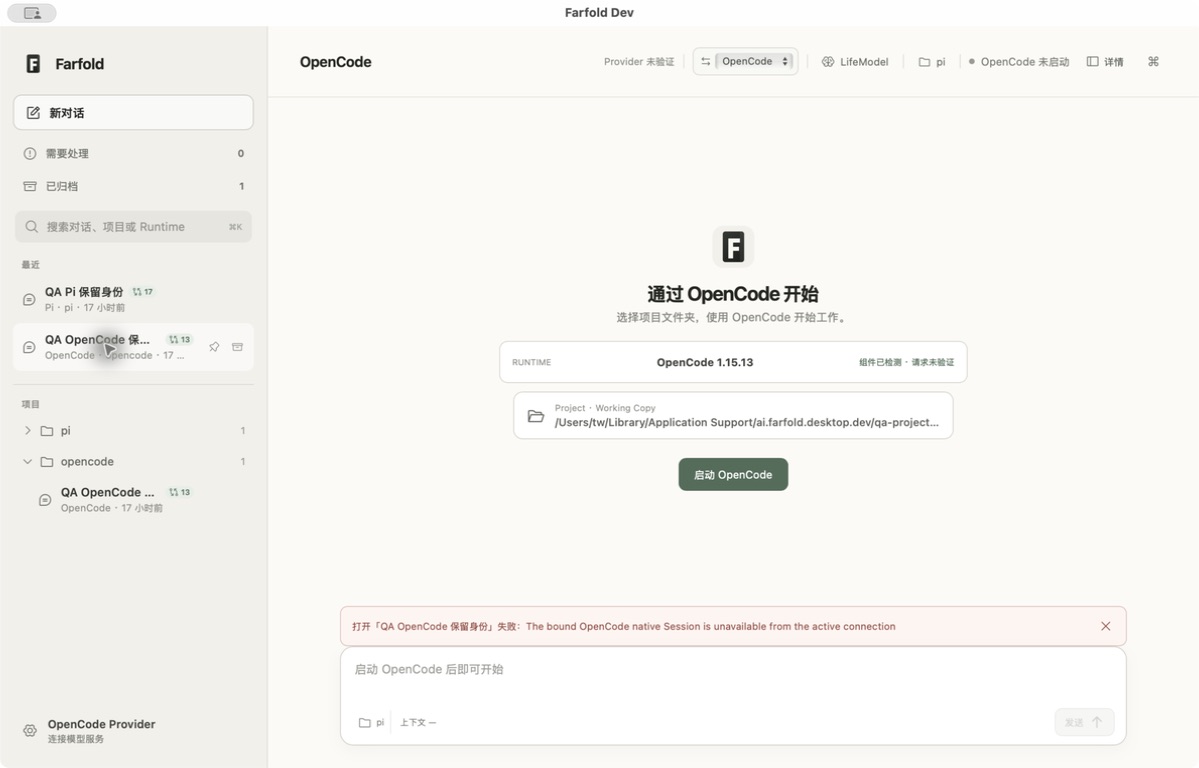 Farfold Dev
Farfold
新对话
需要处理 0
已归档 1
搜索对话、项目或 Runtime ⌘K
最近
QA Pi 保留身份 17
Pi · pi · 17 小时前
QA OpenCode 保... 13
OpenCode · opencode · 17 ...
项目
pi 1
opencode 1
QA OpenCode ... 13
OpenCode · 17 小时前
OpenCode Provider
连接模型服务
OpenCode
Provider 未验证 OpenCode LifeModel pi OpenCode 未启动 详情 ⌘
F
通过 OpenCode 开始
选择项目文件夹，使用 OpenCode 开始工作。
RUNTIME OpenCode 1.15.13 组件已检测 · 请求未验证
Project · Working Copy
/Users/tw/Library/Application Support/ai.farfold.desktop.dev/qa-project...
启动 OpenCode
打开「QA OpenCode 保留身份」失败：The bound OpenCode native Session is unavailable from the active connection
启动 OpenCode 后即可开始
pi 上下文 —
发送